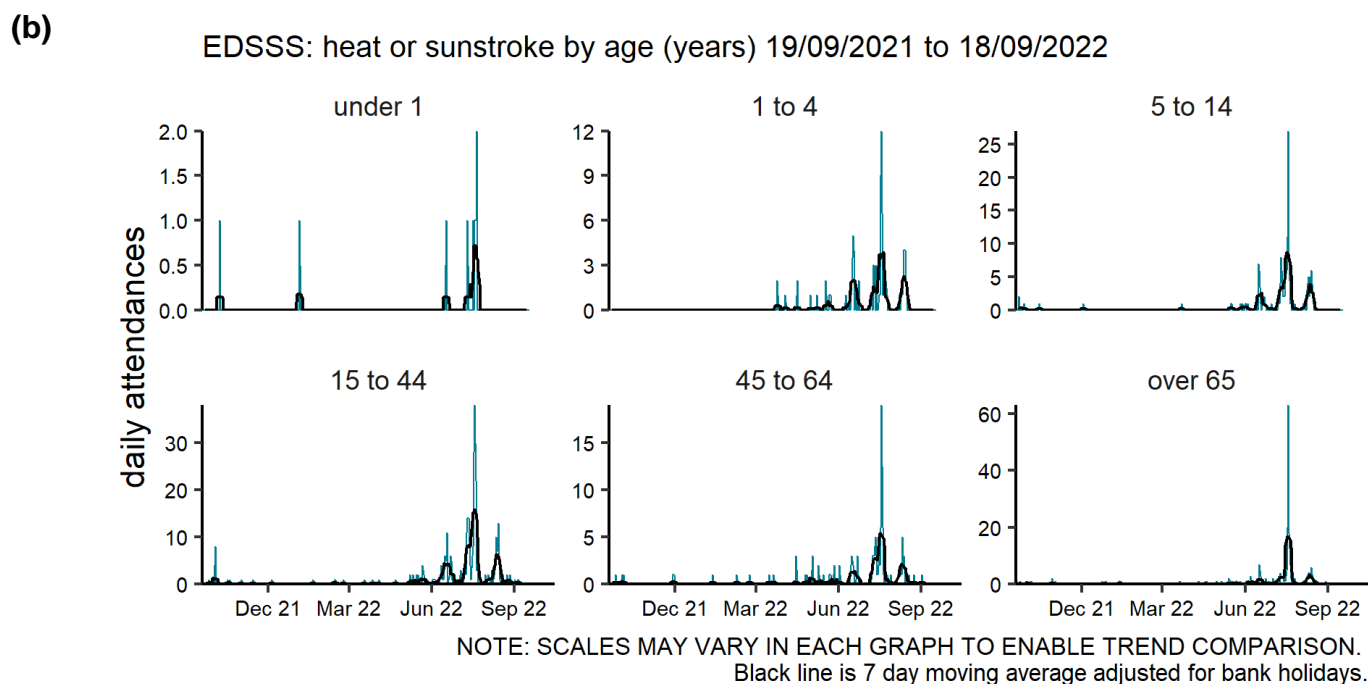 (b)
EDSSS: heat or sunstroke by age (years) 19/09/2021 to 18/09/2022
daily attendances
under 1
2.0
1.5
1.0
0.5
0.0
1 to 4
12
9
6
3
0
5 to 14
25
20
15
10
5
0
15 to 44
30
20
10
0
Dec 21 Mar 22 Jun 22 Sep 22
45 to 64
15
10
5
0
Dec 21 Mar 22 Jun 22 Sep 22
over 65
60
40
20
0
Dec 21 Mar 22 Jun 22 Sep 22
NOTE: SCALES MAY VARY IN EACH GRAPH TO ENABLE TREND COMPARISON.
Black line is 7 day moving average adjusted for bank holidays.